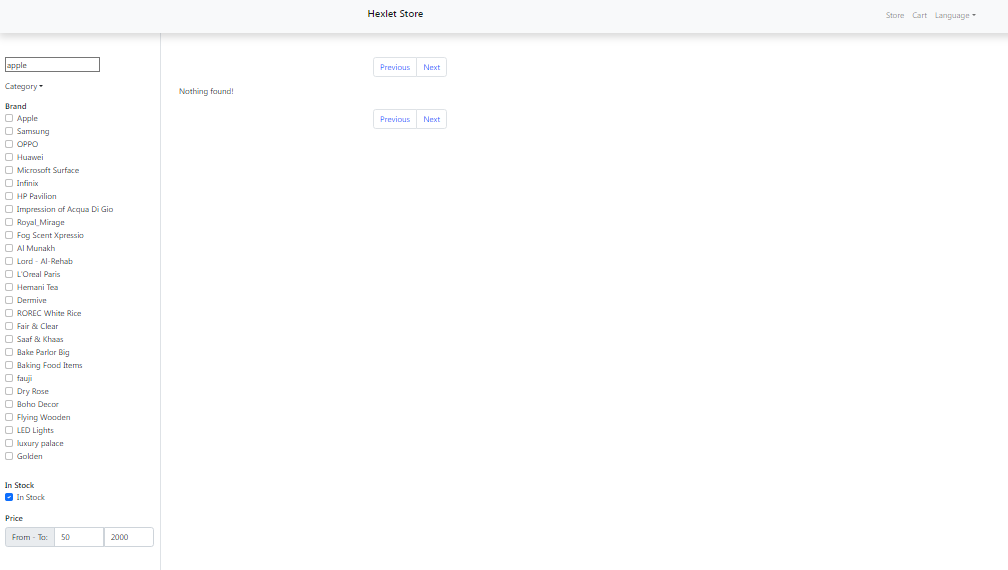 Hexlet Store
Store Cart Language
apple
Category
Brand
Apple
Samsung
OPPO
Huawei
Microsoft Surface
Infinix
HP Pavilion
Impression of Acqua Di Gio
Royal_Mirage
Fog Scent Xpressio
Al Munakh
Lord - Al-Rehab
L'Oreal Paris
Hemani Tea
Dermive
ROREC White Rice
Fair & Clear
Saaf & Khaas
Bake Parlor Big
Baking Food Items
fauji
Dry Rose
Boho Decor
Flying Wooden
LED Lights
luxury palace
Golden
In Stock
In Stock
Price
From - To: 50 2000
Previous Next
Nothing found!
Previous Next